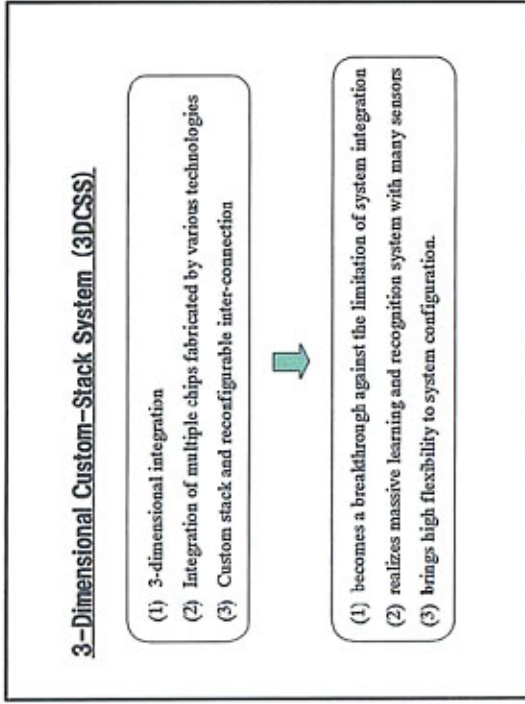 3-Dimensional Custom-Stack System (3DCSS)
(1) 3-dimensional integration
(2) Integration of multiple chips fabricated by various technologies
(3) Custom stack and reconfigurable inter-connection
(1) becomes a breakthrough against the limitation of system integration
(2) realizes massive learning and recognition system with many sensors
(3) brings high flexibility to system configuration.